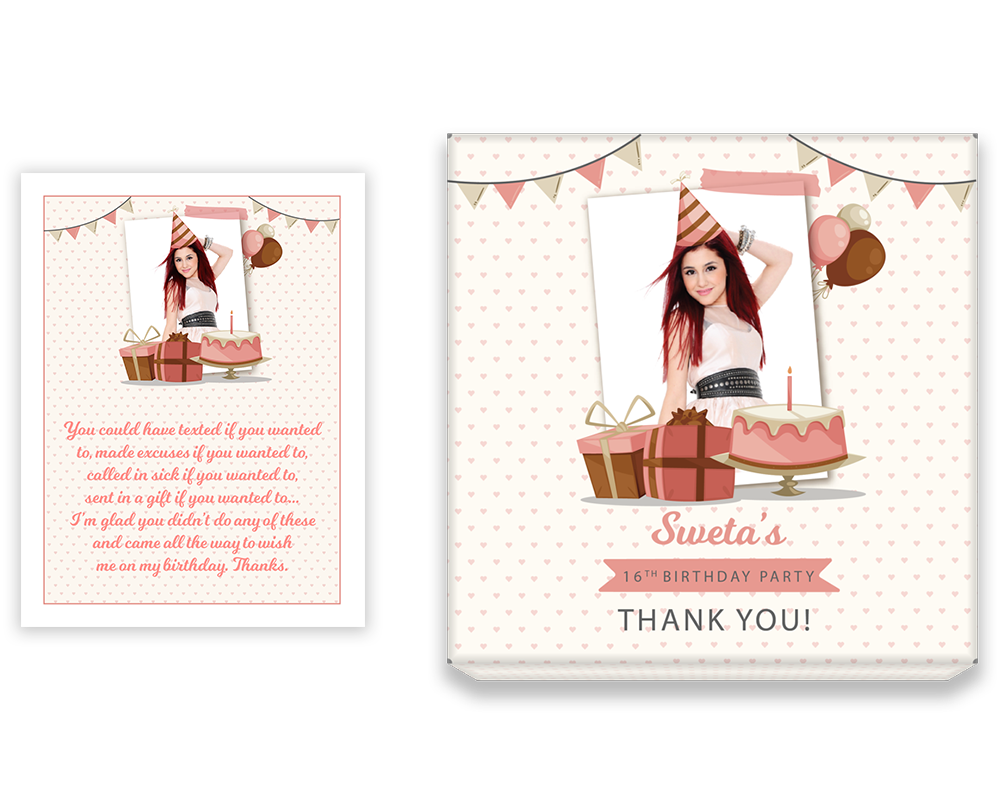 You could have texted if you wanted
to, made excuses if you wanted to,
called in sick if you wanted to,
sent in a gift if you wanted to...
I'm glad you didn't do any of these
and came all the way to wish
me on my birthday. Thanks.
Sweta's
16TH BIRTHDAY PARTY
THANK YOU!